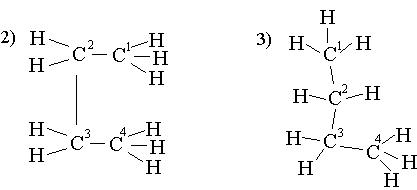 2) H H
C² C¹ H
H H
H H
C³ C⁴ H
H H
3) H
H C¹ H
H C² H
H C³ H
C⁴ H
H H